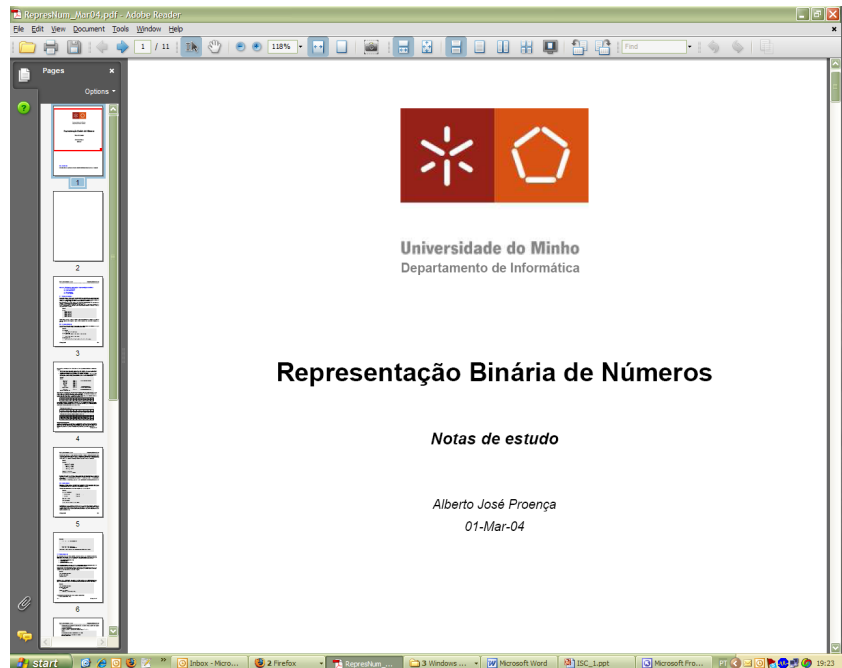 RepresNum_Mar04.pdf - Adobe Reader
File Edit View Document Tools Window Help
1 / 11 118% Find
Pages
Options
1
2
3
4
5
6
Universidade do Minho
Departamento de Informática
Representação Binária de Números
Notas de estudo
Alberto José Proença
01-Mar-04
start Inbox - Micro... 2 Firefox RepresNum_... 3 Windows ... Microsoft Word ISC_1.ppt Microsoft Fro... PT 19:23